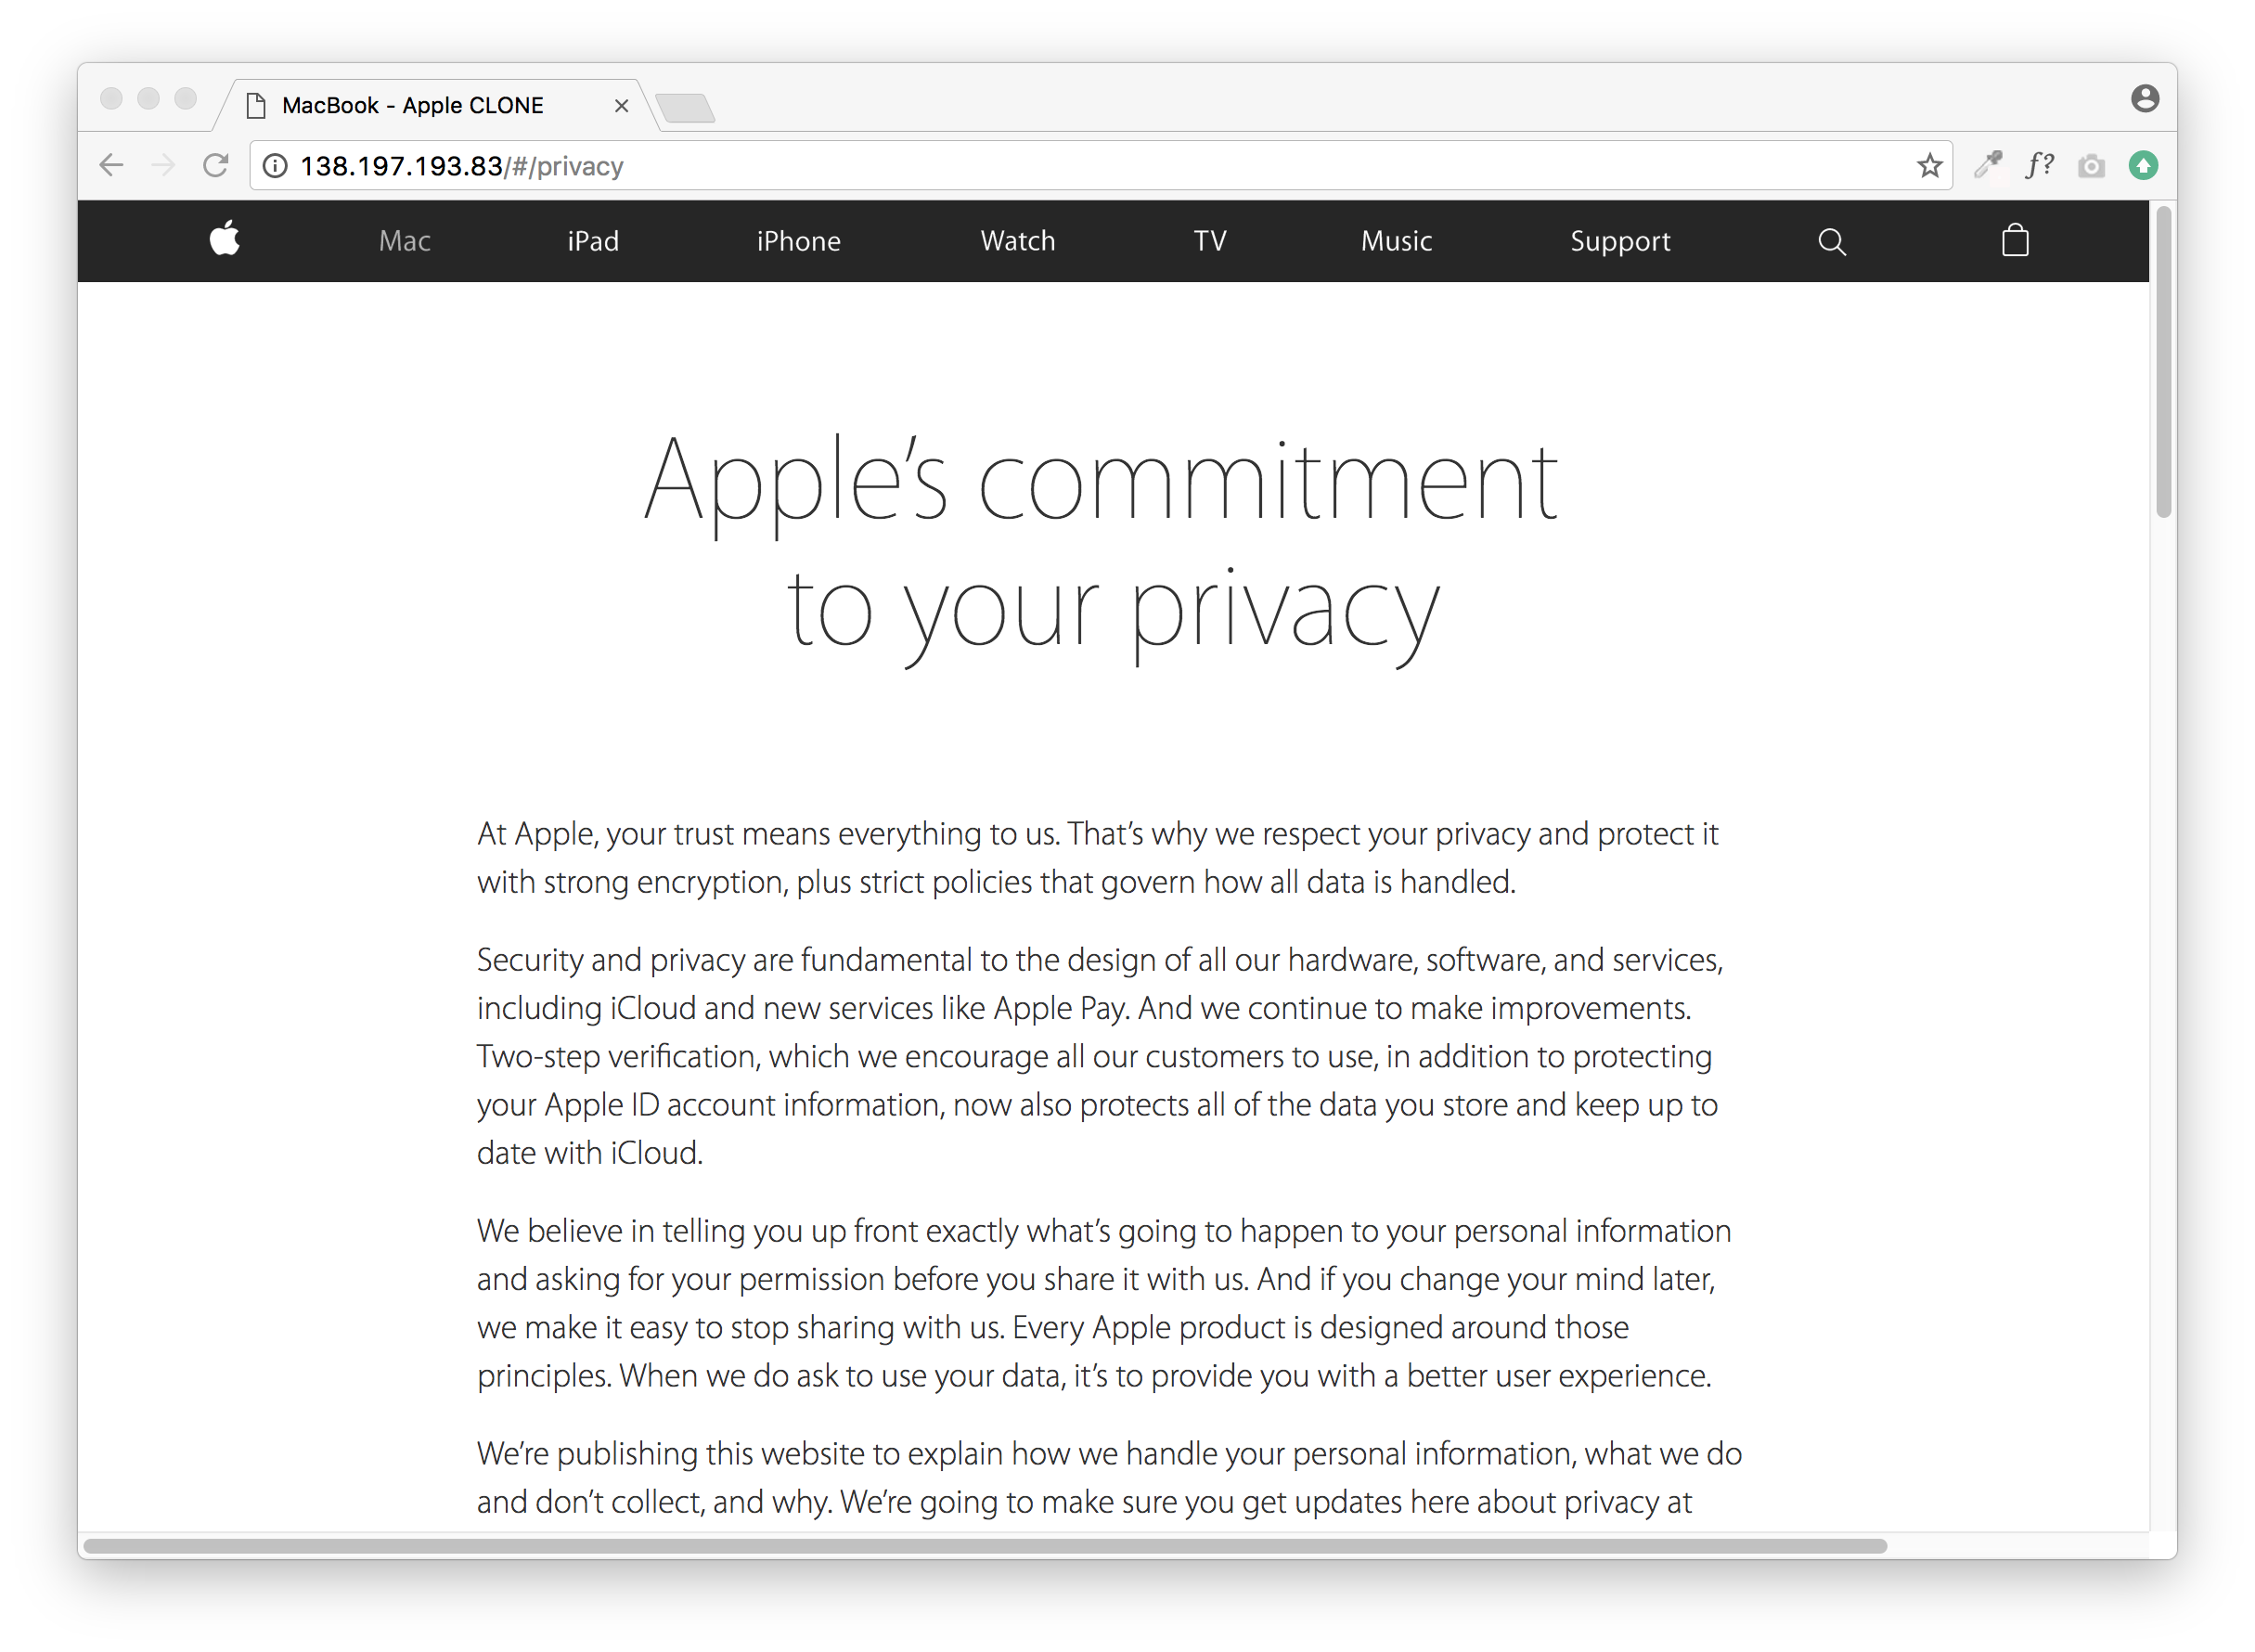 MacBook - Apple CLONE
138.197.193.83/#/privacy
f?
Mac iPad iPhone Watch TV Music Support
Apple’s commitment
to your privacy
At Apple, your trust means everything to us. That’s why we respect your privacy and protect it
with strong encryption, plus strict policies that govern how all data is handled.
Security and privacy are fundamental to the design of all our hardware, software, and services,
including iCloud and new services like Apple Pay. And we continue to make improvements.
Two-step verification, which we encourage all our customers to use, in addition to protecting
your Apple ID account information, now also protects all of the data you store and keep up to
date with iCloud.
We believe in telling you up front exactly what’s going to happen to your personal information
and asking for your permission before you share it with us. And if you change your mind later,
we make it easy to stop sharing with us. Every Apple product is designed around those
principles. When we do ask to use your data, it’s to provide you with a better user experience.
We’re publishing this website to explain how we handle your personal information, what we do
and don’t collect, and why. We’re going to make sure you get updates here about privacy at